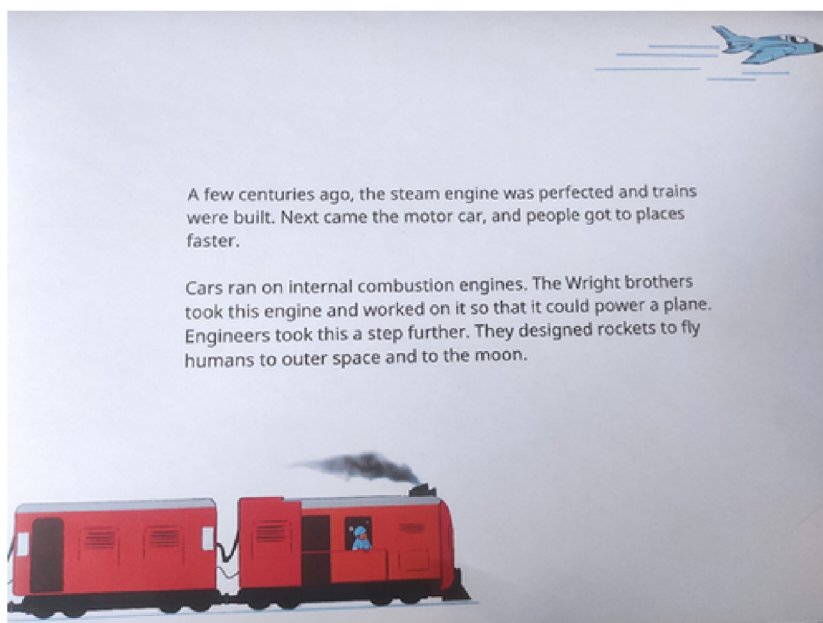 A few centuries ago, the steam engine was perfected and trains
were built. Next came the motor car, and people got to places
faster.
Cars ran on internal combustion engines. The Wright brothers
took this engine and worked on it so that it could power a plane.
Engineers took this a step further. They designed rockets to fly
humans to outer space and to the moon.